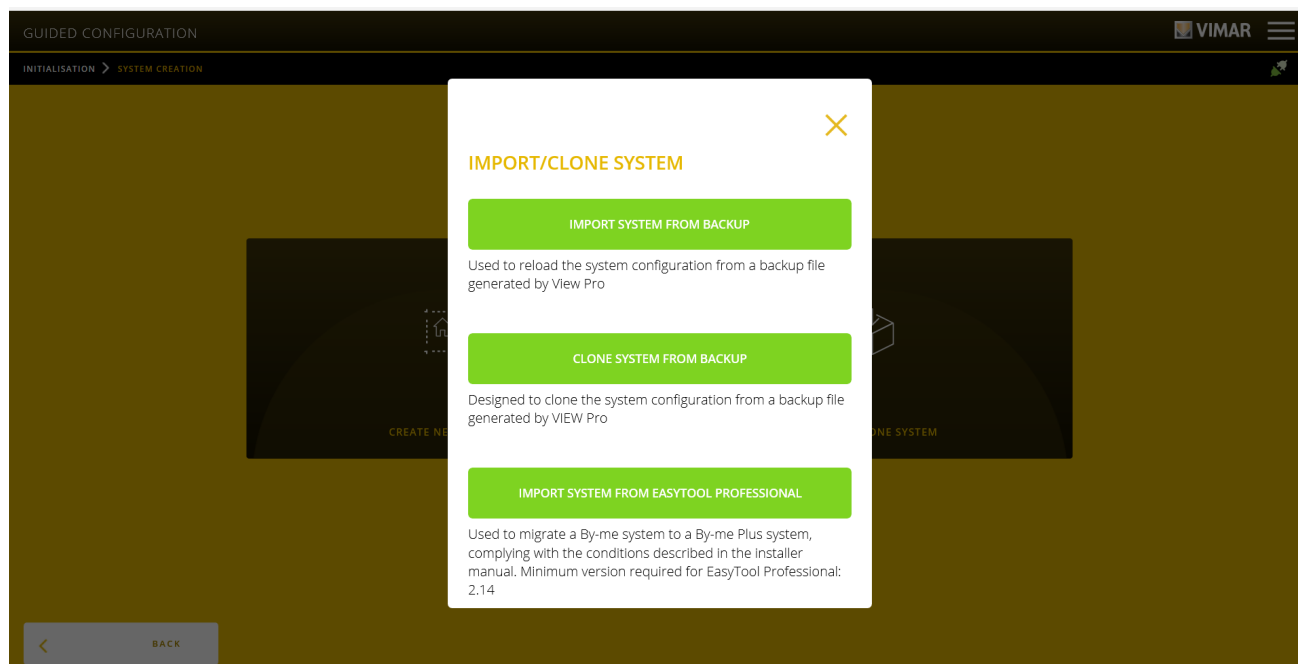 GUIDED CONFIGURATION
VIMAR
INITIALISATION > SYSTEM CREATION
IMPORT/CLONE SYSTEM
IMPORT SYSTEM FROM BACKUP
Used to reload the system configuration from a backup file
generated by View Pro
CLONE SYSTEM FROM BACKUP
Designed to clone the system configuration from a backup file
generated by VIEW Pro
CREATE NE
ONE SYSTEM
IMPORT SYSTEM FROM EASYTOOL PROFESSIONAL
Used to migrate a By-me system to a By-me Plus system,
complying with the conditions described in the installer
manual. Minimum version required for EasyTool Professional:
2.14
BACK